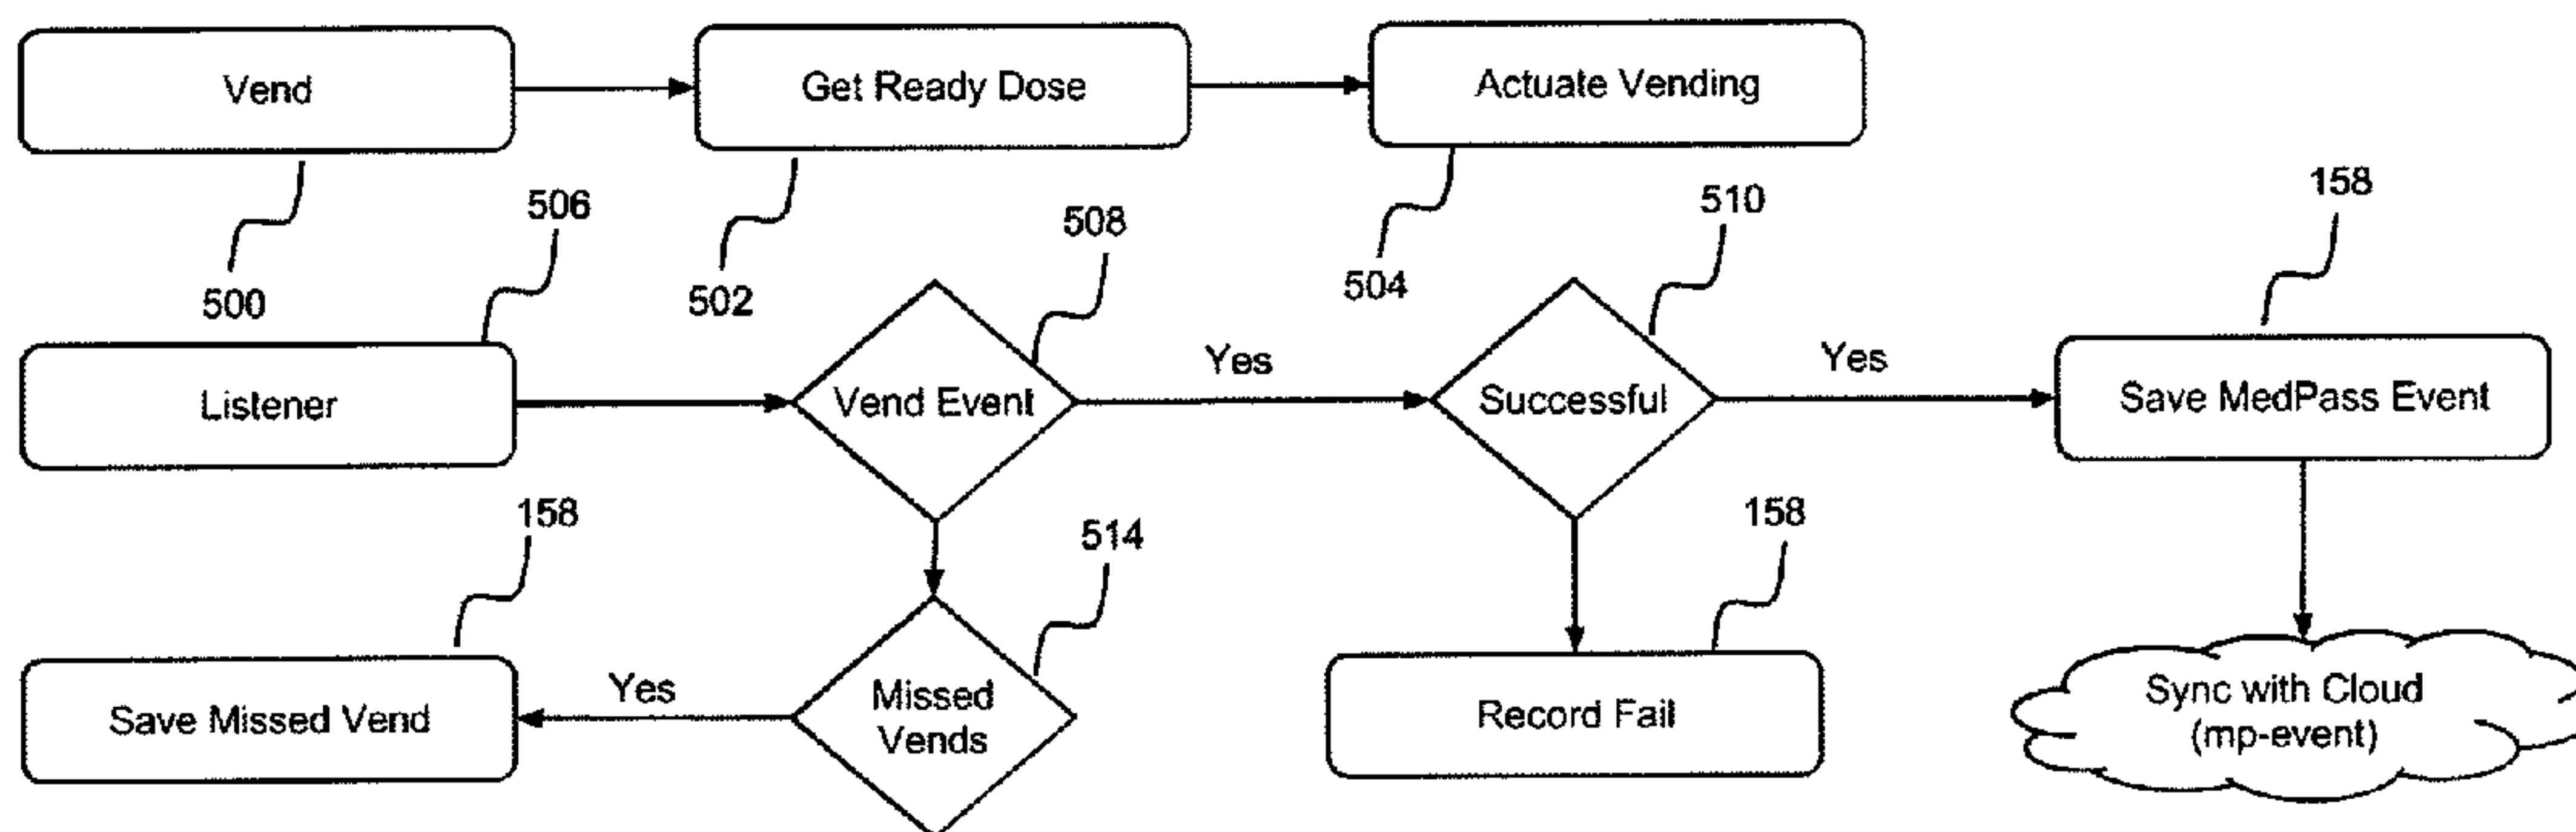 Vend
Get Ready Dose
Actuate Vending
500
506
502
508
504
510
158
Listener
Vend Event
Yes
Successful
Yes
Save MedPass Event
158
514
158
Save Missed Vend
Yes
Missed
Vends
Record Fail
Sync with Cloud
(mp-event)